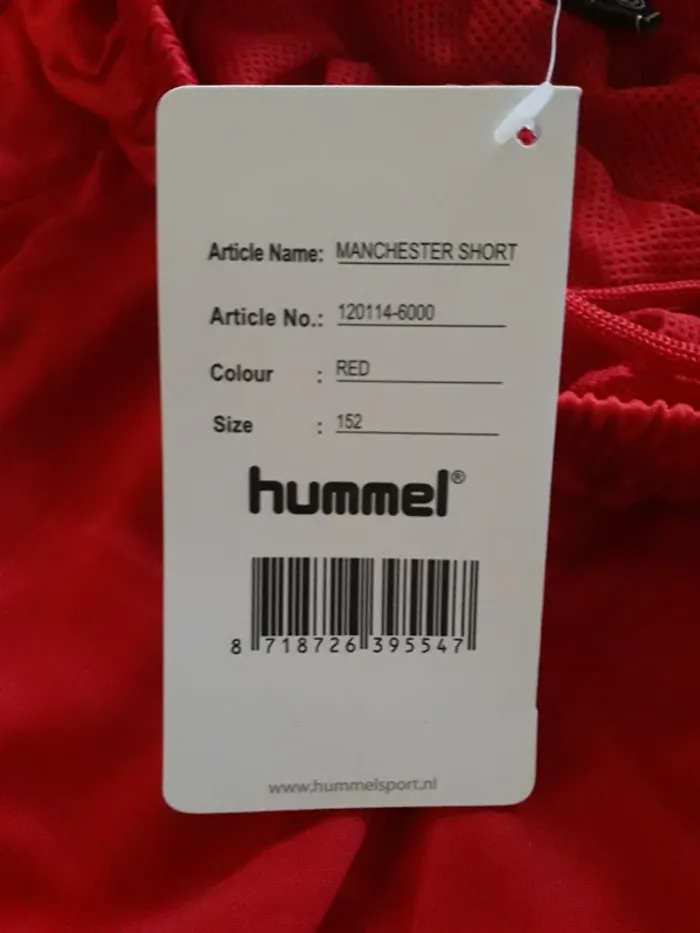 Article Name: MANCHESTER SHORT
Article No.: 120114-6000
Colour : RED
Size : 152
hummel®
8 718726 395547
www.hummelsport.nl